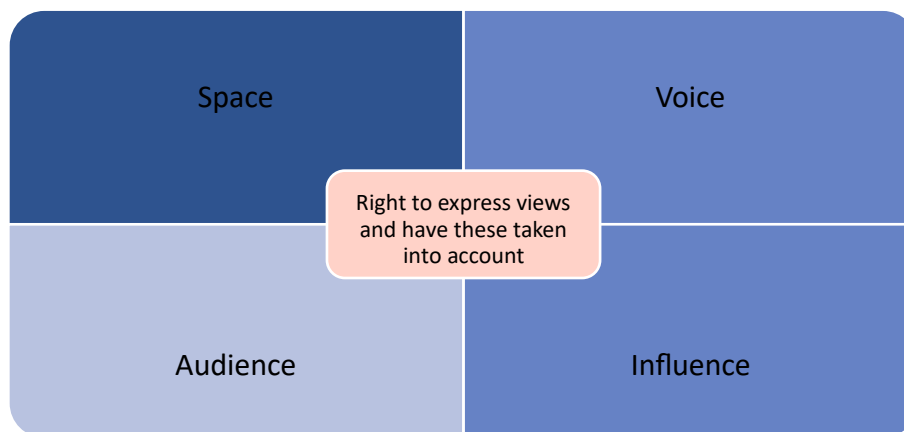 Space
Voice
Right to express views
and have these taken
into account
Audience
Influence